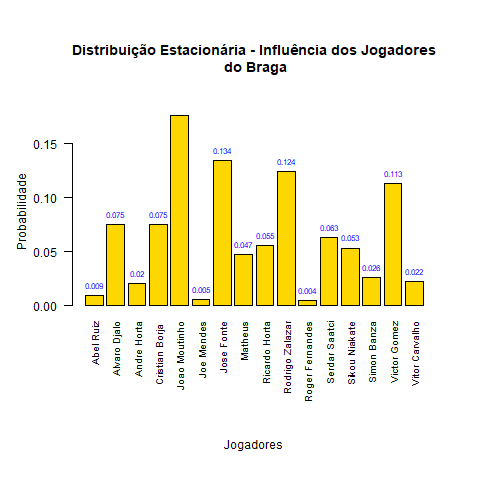 Distribuição Estacionária - Influência dos Jogadores
do Braga
Probabilidade
0.15
0.10
0.05
0.00
0.009
0.075
0.02
0.075
0.005
0.134
0.047
0.055
0.124
0.004
0.063
0.053
0.026
0.113
0.022
Abel Ruiz
Alvaro Djalo
Andre Horta
Cristian Borja
Joao Moutinho
Joe Mendes
Jose Fonte
Matheus
Ricardo Horta
Rodrigo Zalazar
Roger Fernandes
Serdar Saatci
Sikou Niakate
Simon Banza
Victor Gomez
Vitor Carvalho
Jogadores